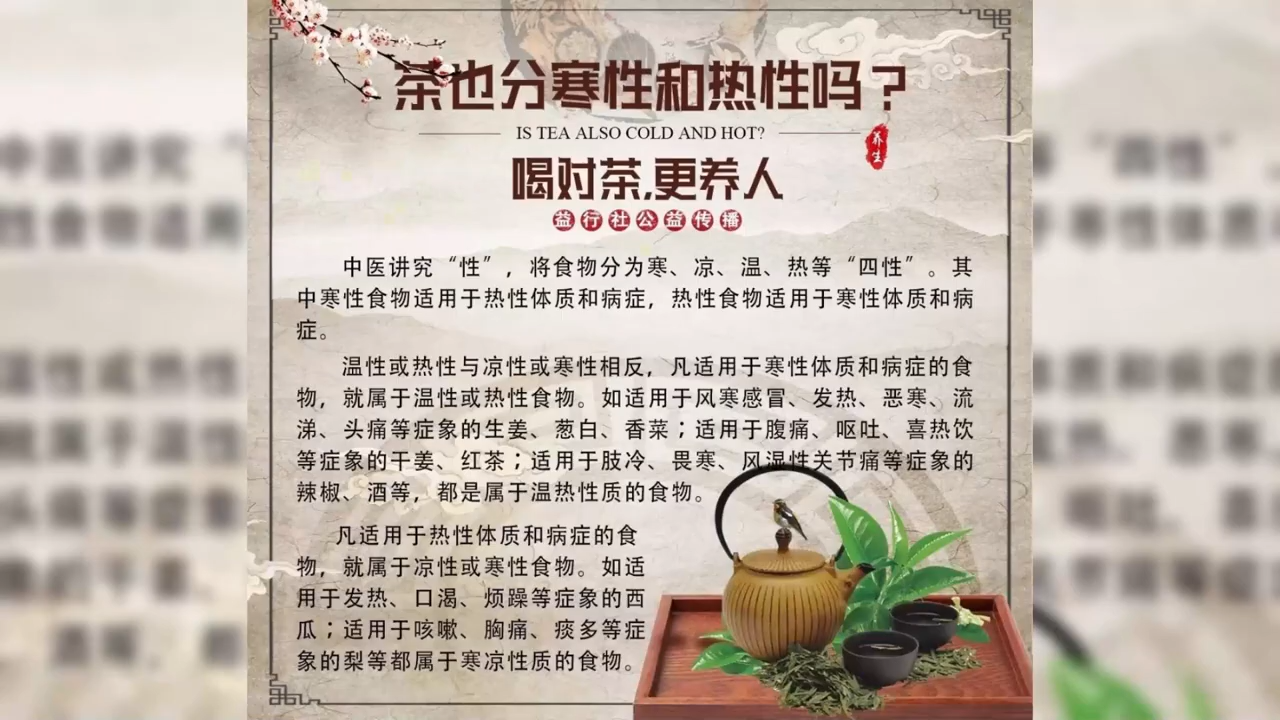 茶也分寒性和热性吗？
IS TEA ALSO COLD AND HOT?
养生
喝对茶,更养人
益行社公益传播
中医讲究“性”，将食物分为寒、凉、温、热等“四性”。其
中寒性食物适用于热性体质和病症，热性食物适用于寒性体质和病
症。
温性或热性与凉性或寒性相反，凡适用于寒性体质和病症的食
物，就属于温性或热性食物。如适用于风寒感冒、发热、恶寒、流
涕、头痛等症象的生姜、葱白、香菜；适用于腹痛、呕吐、喜热饮
等症象的干姜、红茶；适用于肢冷、畏寒、风湿性关节痛等症象的
辣椒、酒等，都是属于温热性质的食物。
凡适用于热性体质和病症的食
物，就属于凉性或寒性食物。如适
用于发热、口渴、烦躁等症象的西
瓜；适用于咳嗽、胸痛、痰多等症
象的梨等都属于寒凉性质的食物。